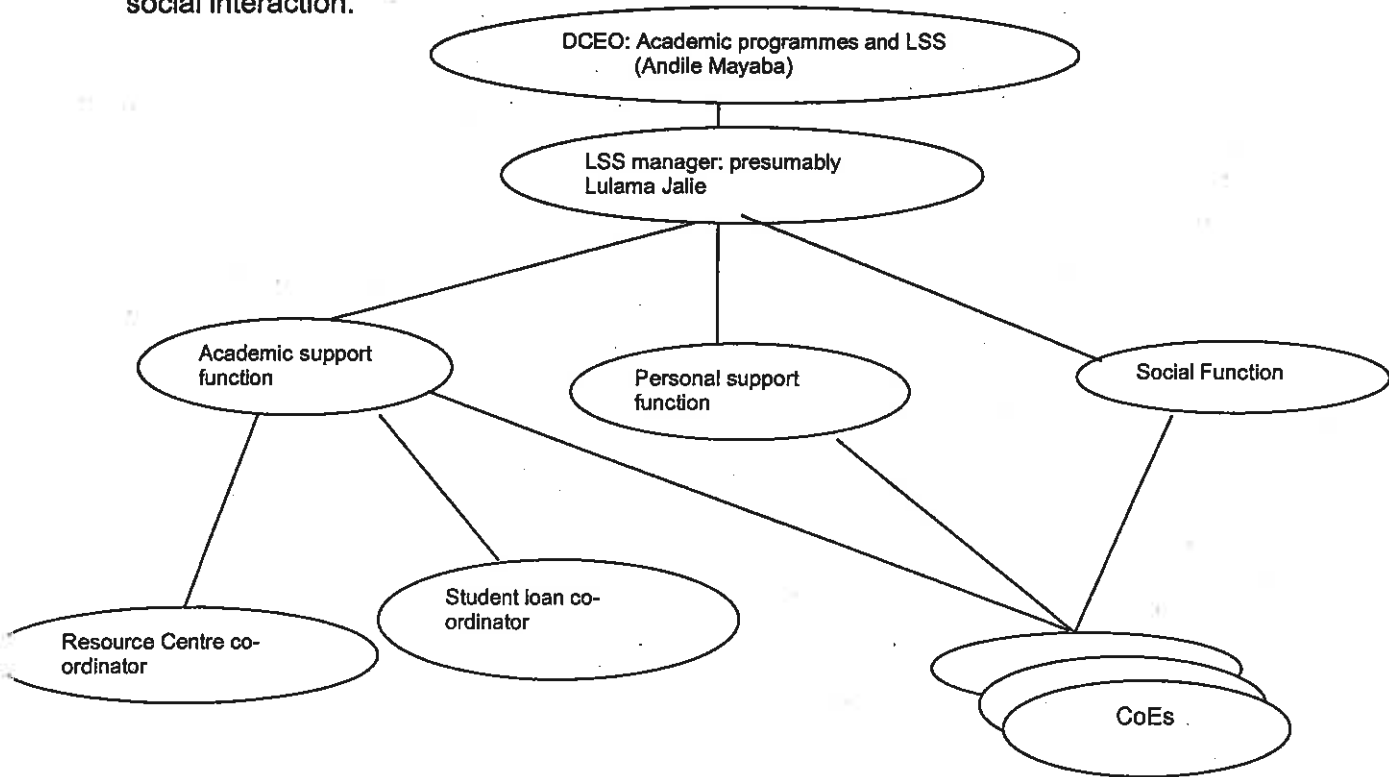 social interaction.
DCEO: Academic programmes and LSS
(Andile Mayaba)
LSS manager: presumably
Lulama Jalie
Academic support
function
Personal support
function
Social Function
Student loan co-
ordinator
Resource Centre co-
ordinator
CoEs